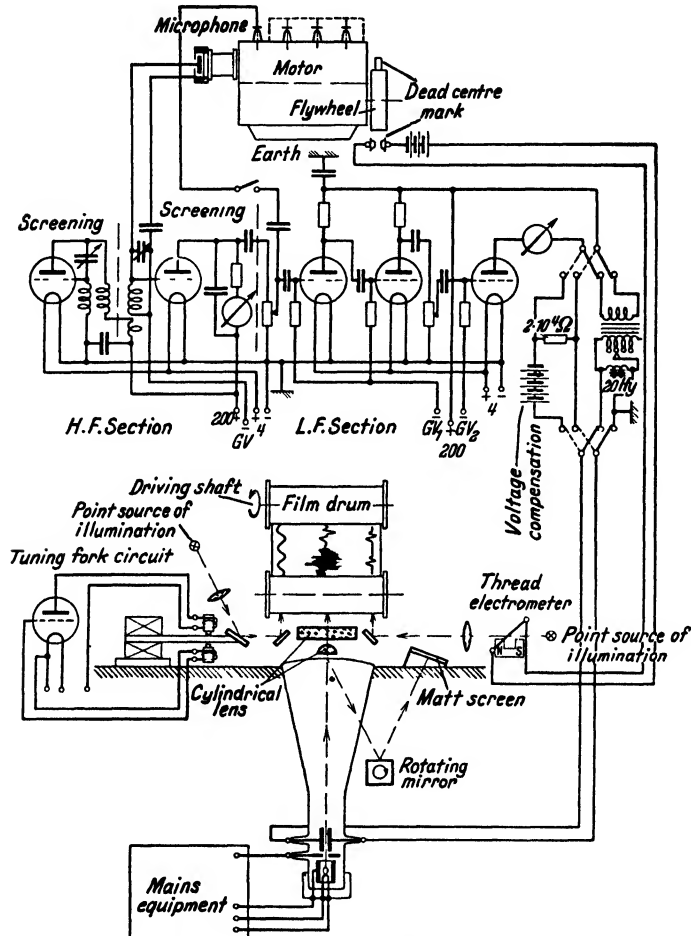 Microphone
Motor
Flywheel
Dead centre
mark
Earth
Screening
Screening
2·10⁴Ω
20Hy
200
+
GV
-
4
+
-
GV₁
-
+
200
GV₂
-
+
4
-
H.F. Section
L.F. Section
Voltage
compensation
Driving shaft
Film drum
Point source of
illumination
Tuning fork circuit
Thread
electrometer
N S
Point source of
illumination
Cylindrical
lens
Matt screen
Rotating
mirror
Mains
equipment